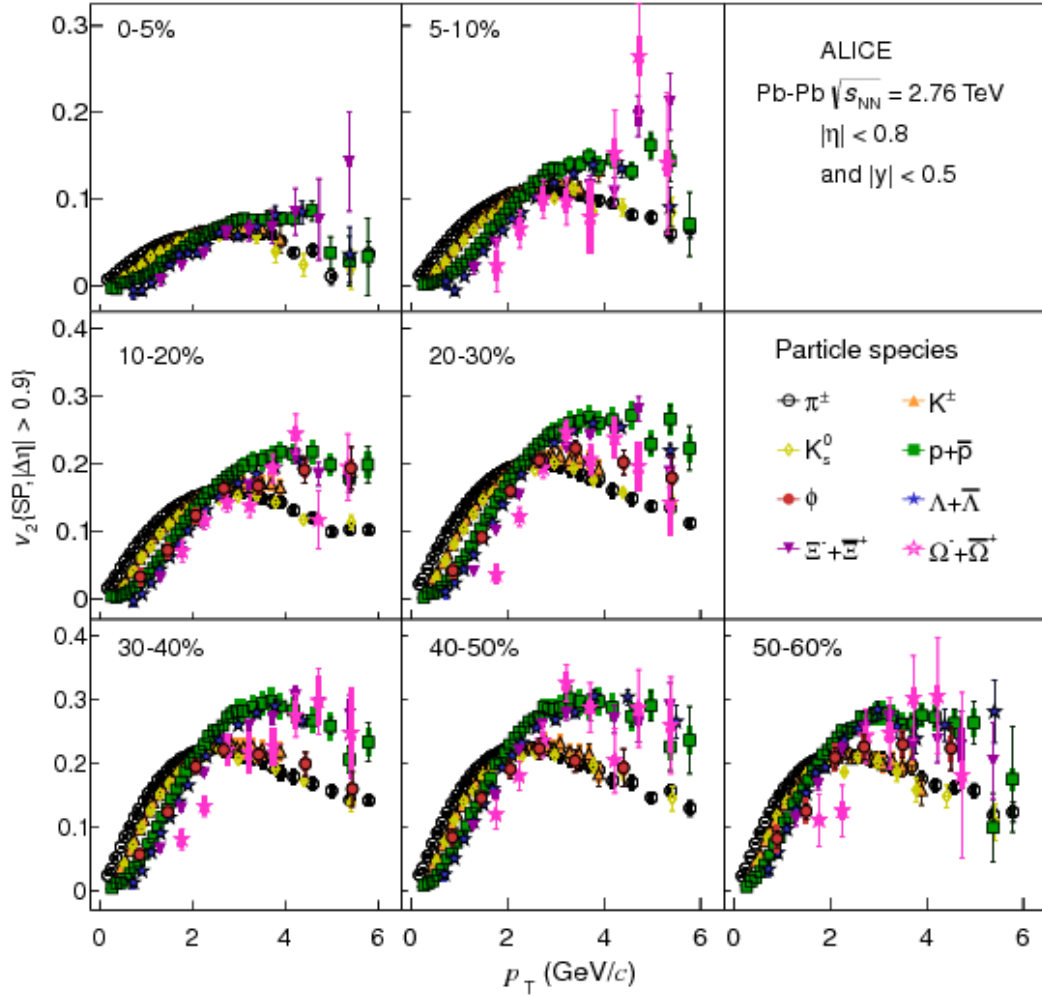 0.3
0.2
0.1
0
0-5%
5-10%
ALICE
Pb-Pb √s_NN = 2.76 TeV
|η| < 0.8
and |y| < 0.5
v₂{SP,|Δη| > 0.9}
0.4
0.3
0.2
0.1
0
10-20%
20-30%
Particle species
π±
K±
K⁰ₛ
p+p̅
ϕ
Λ+Λ̅
Ξ⁻+Ξ̅⁺
Ω⁻+Ω̅⁺
0.4
0.3
0.2
0.1
0
30-40%
40-50%
50-60%
0 2 4 6
0 2 4 6
0 2 4 6
p_T (GeV/c)